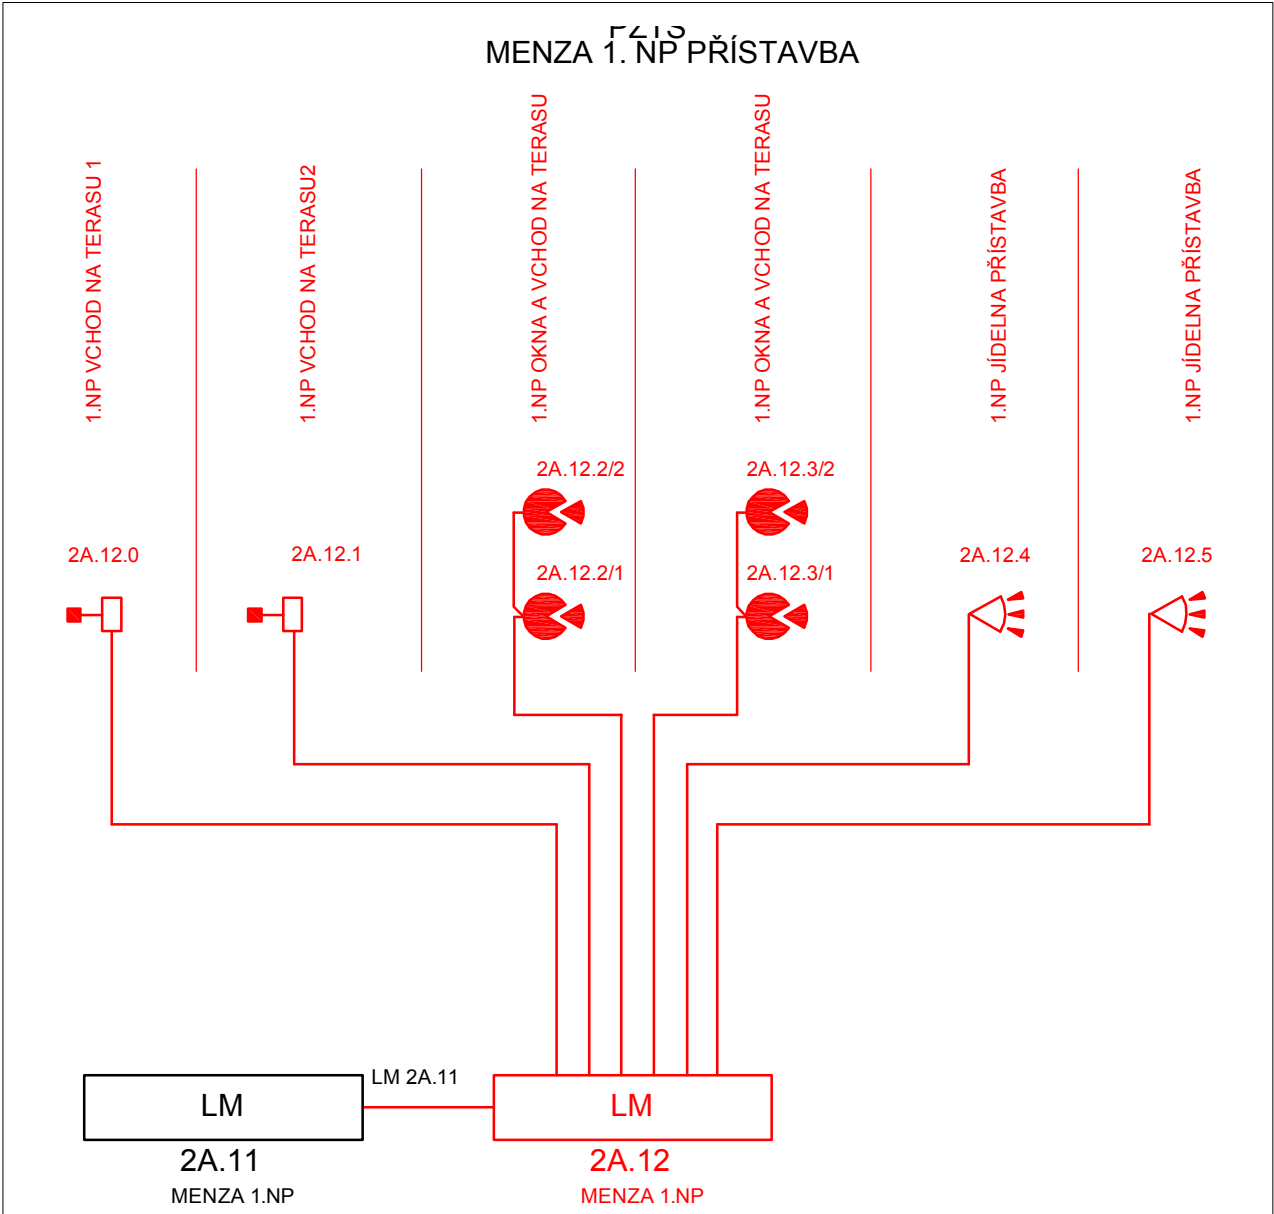 PZTS
MENZA 1. NP PŘÍSTAVBA
1.NP VCHOD NA TERASU 1
1.NP VCHOD NA TERASU2
1.NP OKNA A VCHOD NA TERASU
1.NP OKNA A VCHOD NA TERASU
1.NP JÍDELNA PŘÍSTAVBA
1.NP JÍDELNA PŘÍSTAVBA
2A.12.2/2
2A.12.3/2
2A.12.0
2A.12.1
2A.12.2/1
2A.12.3/1
2A.12.4
2A.12.5
LM 2A.11
LM
LM
2A.11
2A.12
MENZA 1.NP
MENZA 1.NP